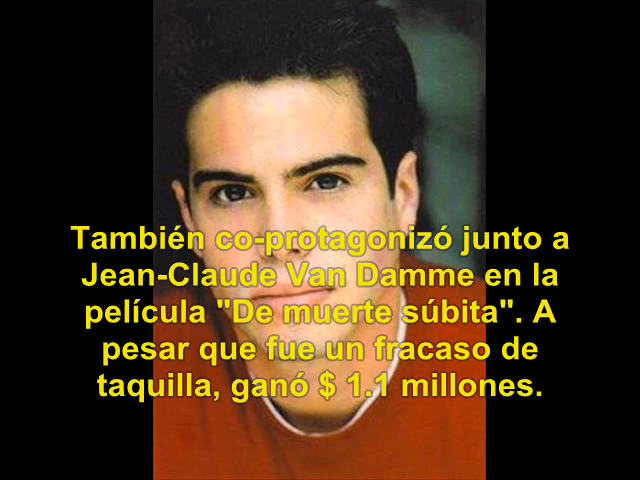 También co-protagonizó junto a
Jean-Claude Van Damme en la
película "De muerte súbita". A
pesar que fue un fracaso de
taquilla, ganó $ 1.1 millones.